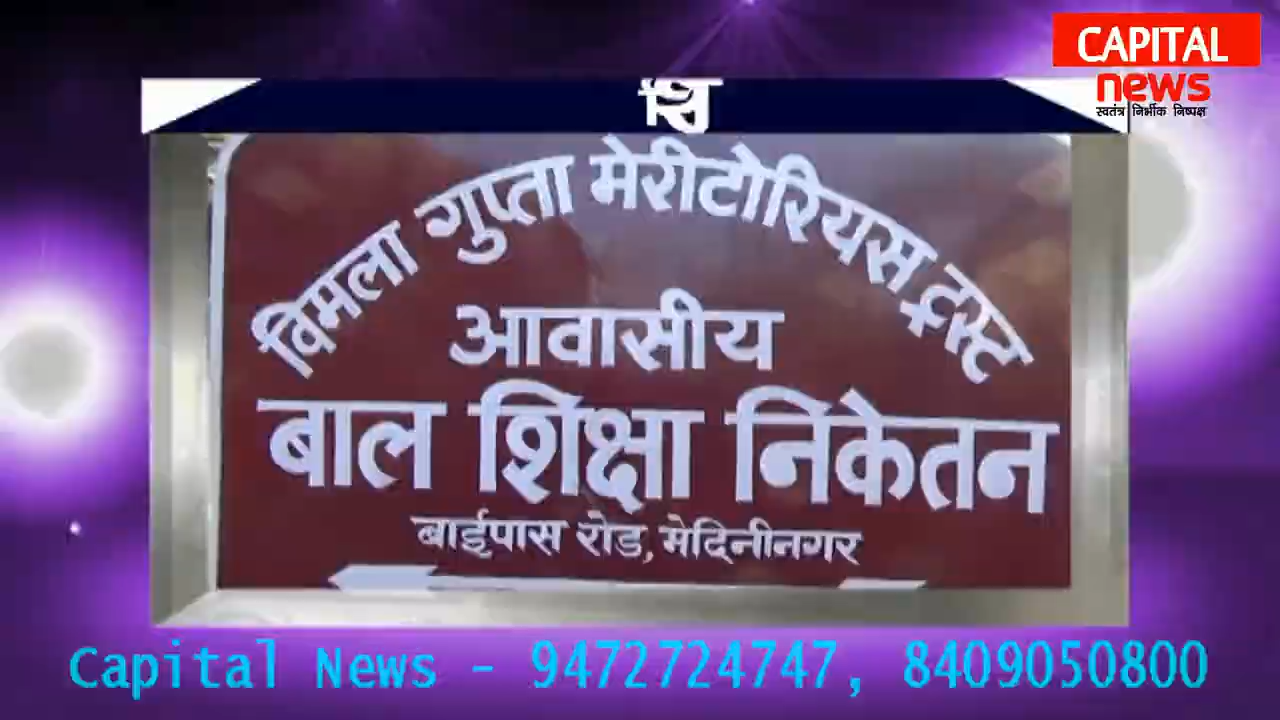 CAPITAL
news
स्वतंत्र निर्भीक निष्पक्ष
विमला गुप्ता मेरीटोरियस ट्रस्ट
आवासीय
बाल शिक्षा निकेतन
बाईपास रोड, मेदिनीनगर
Capital News - 9472724747, 8409050800